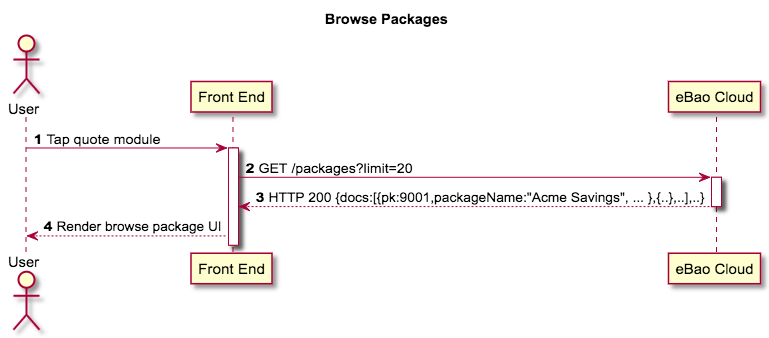 Browse Packages
User
Front End
eBao Cloud
1 Tap quote module
2 GET /packages?limit=20
3 HTTP 200 {docs:[{pk:9001,packageName:"Acme Savings", ... },{..},..],..}
4 Render browse package UI
User
Front End
eBao Cloud